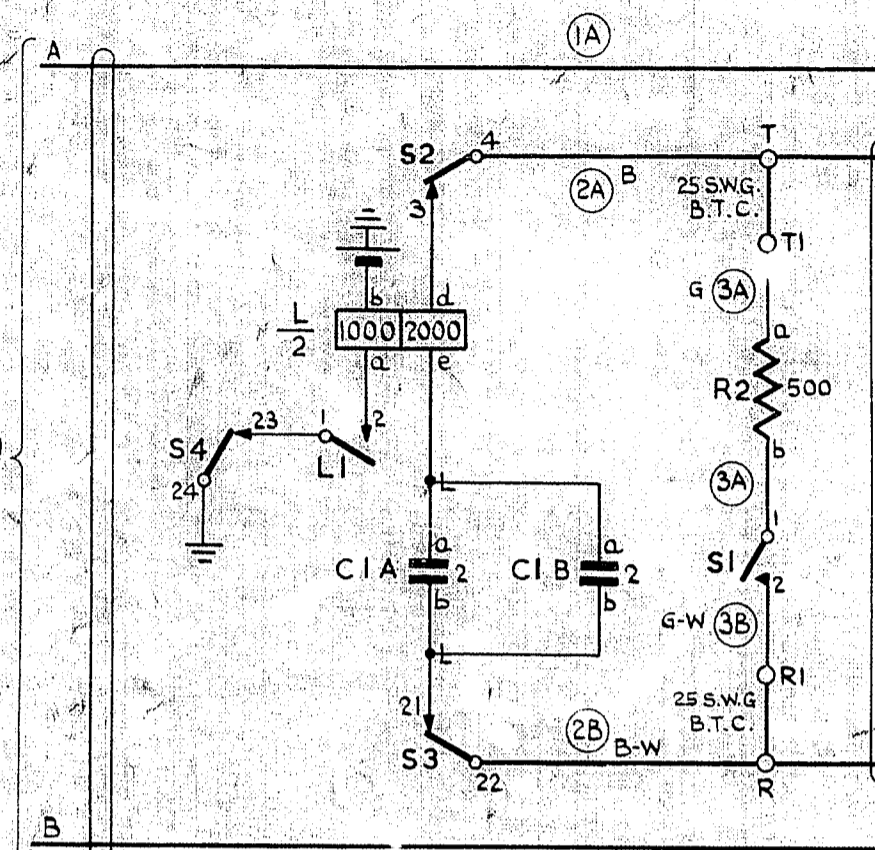 1A
A
T
S2 4
2A B
25 S.W.G.
B.T.C.
3
T1
G 3A
b d
L
2
1000 2000
a e
a
R2 500
b
23 1 2
S4
L1
24
L
3A
1
a
C1A 2
b
a
C1B 2
b
S1
2
G-W 3B
L
R1
21
25 S.W.G
B.T.C.
2B B-W
S3
22
R
B